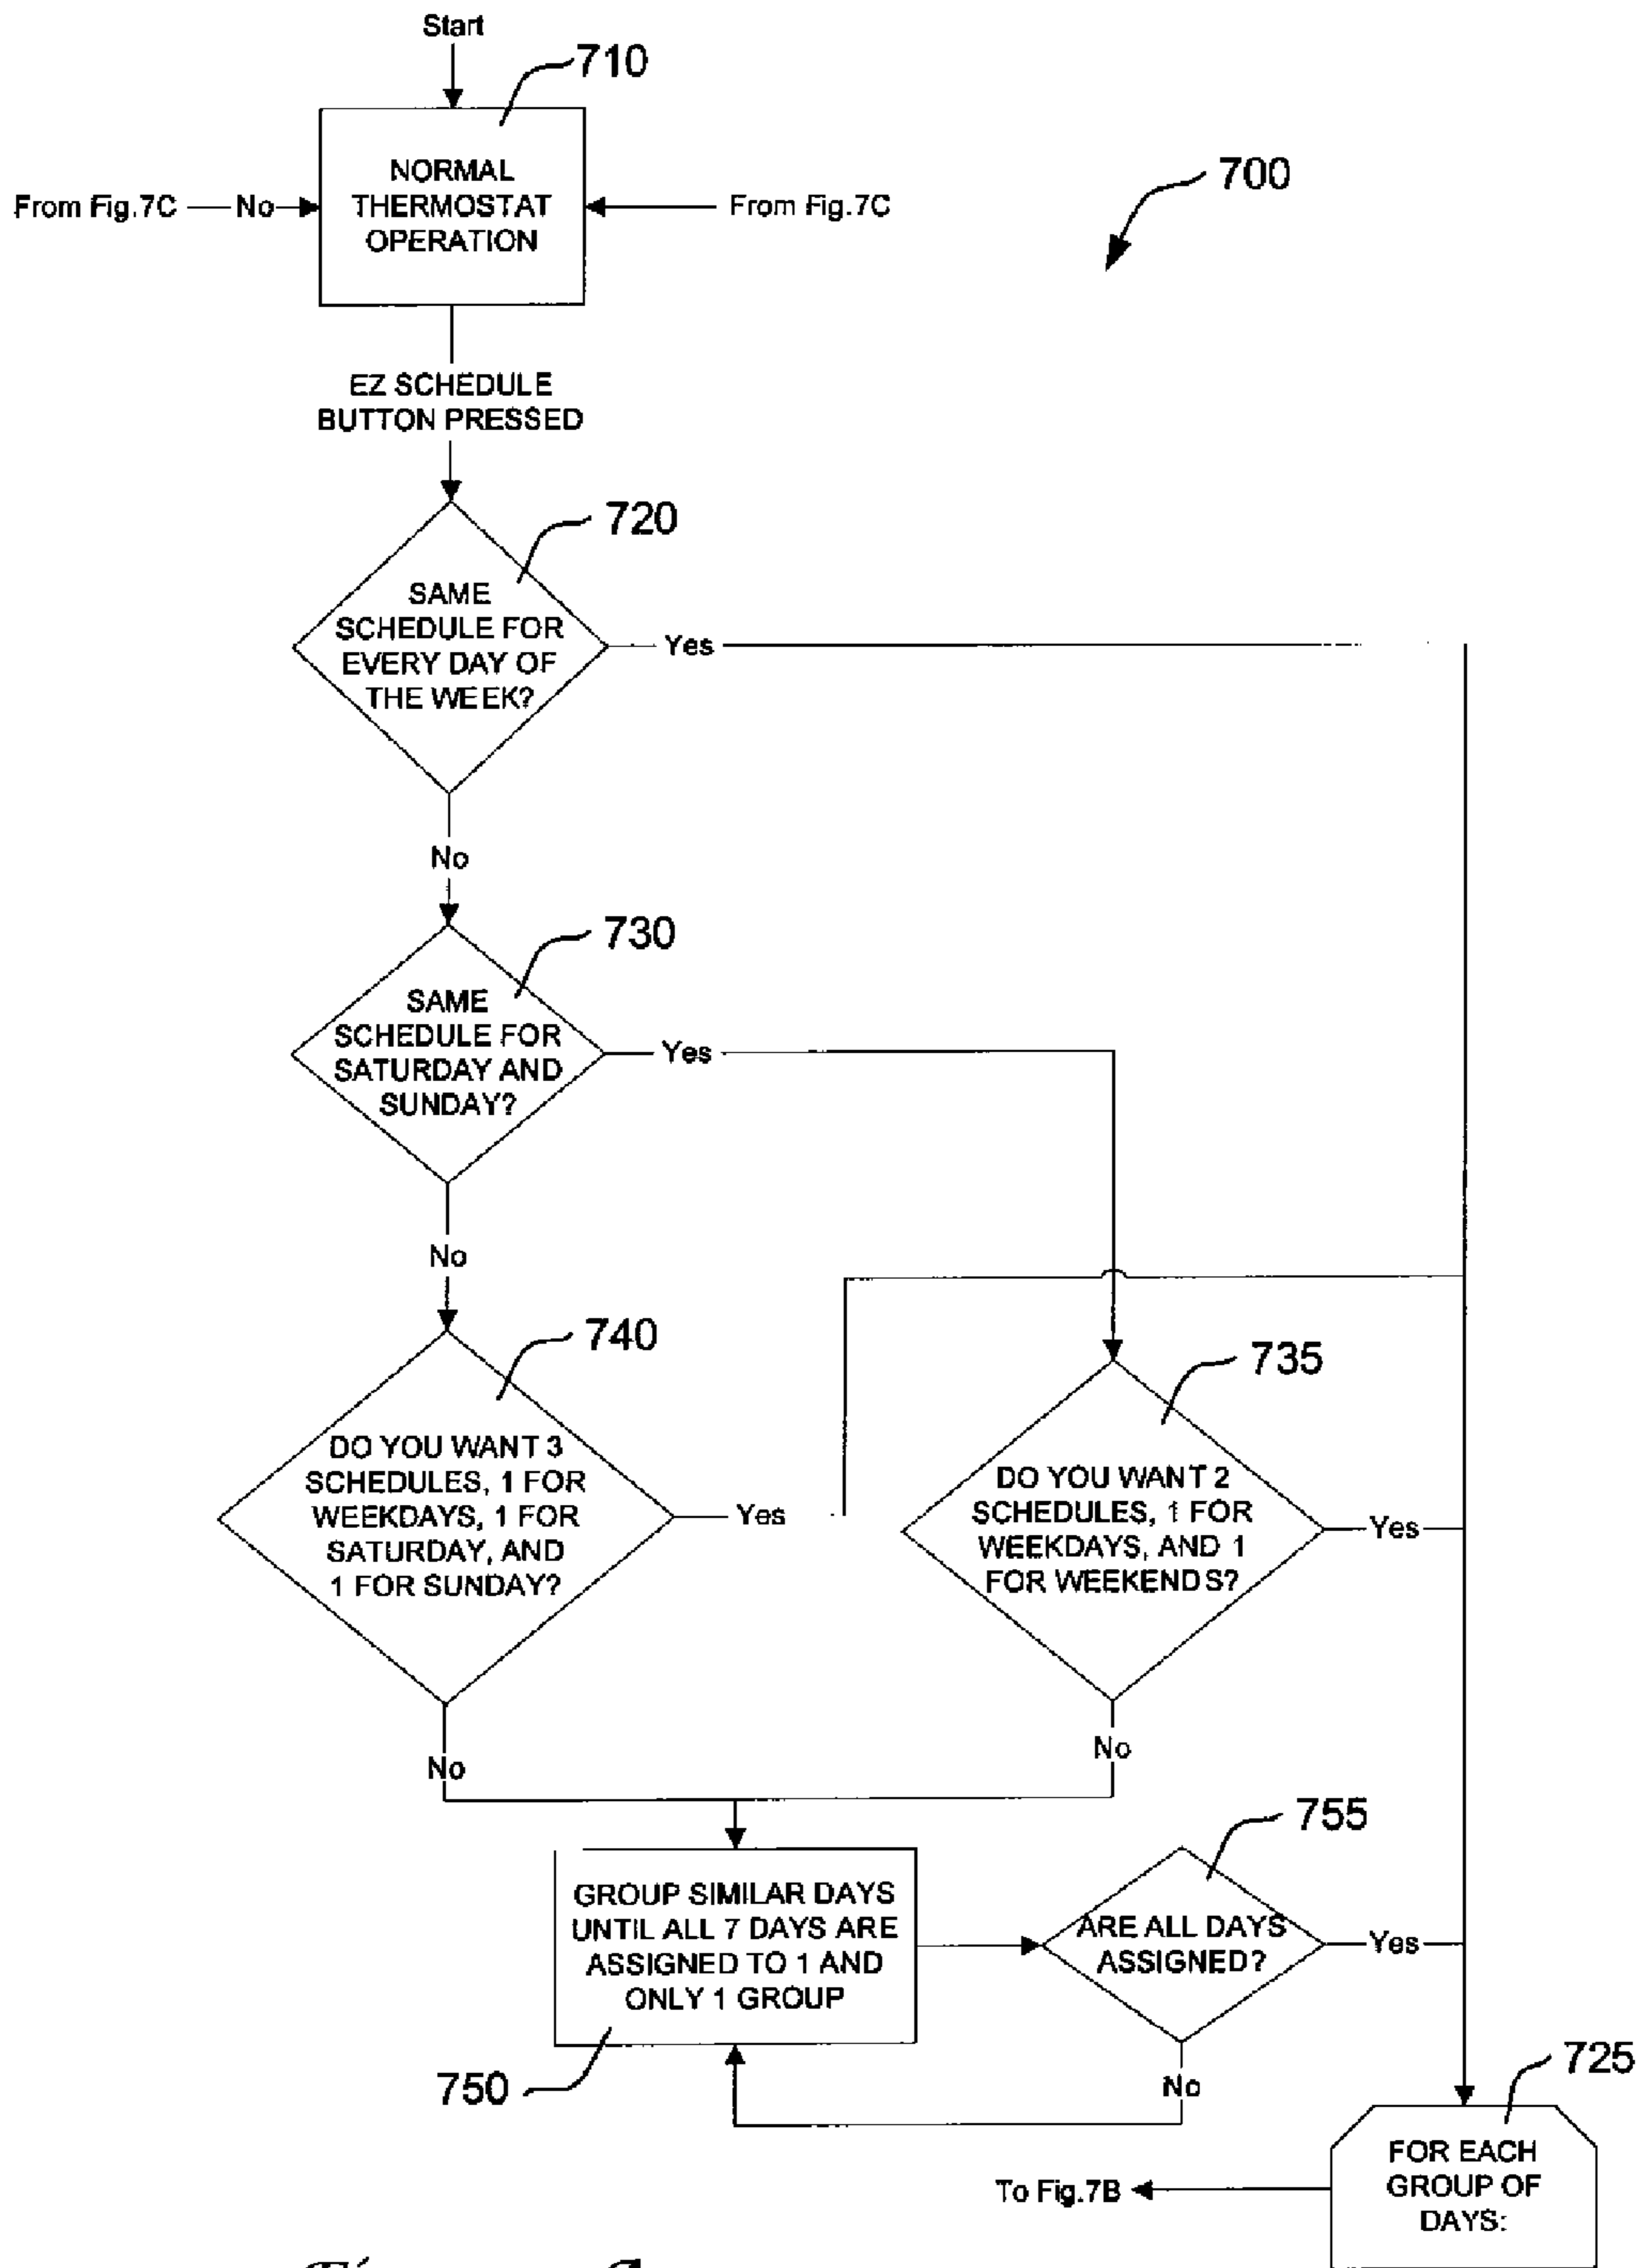 Start
710
NORMAL
THERMOSTAT
OPERATION
From Fig.7C
No
From Fig.7C
700
EZ SCHEDULE
BUTTON PRESSED
720
SAME
SCHEDULE FOR
EVERY DAY OF
THE WEEK?
Yes
No
730
SAME
SCHEDULE FOR
SATURDAY AND
SUNDAY?
Yes
No
740
DO YOU WANT 3
SCHEDULES, 1 FOR
WEEKDAYS, 1 FOR
SATURDAY, AND
1 FOR SUNDAY?
Yes
No
735
DO YOU WANT 2
SCHEDULES, 1 FOR
WEEKDAYS, AND 1
FOR WEEKENDS?
Yes
No
GROUP SIMILAR DAYS
UNTIL ALL 7 DAYS ARE
ASSIGNED TO 1 AND
ONLY 1 GROUP
750
755
ARE ALL DAYS
ASSIGNED?
Yes
No
725
FOR EACH
GROUP OF
DAYS:
To Fig.7B